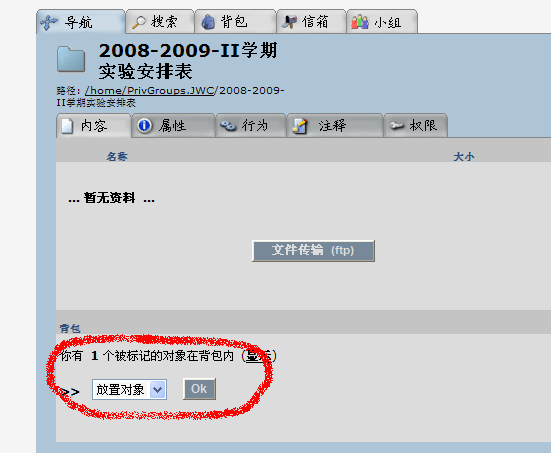 导航 搜索 背包 信箱 小组
2008-2009-II学期
实验安排表
路径: /home/PrivGroups.JWC/2008-2009-
II学期实验安排表
内容 属性 行为 注释 权限
名称 大小
... 暂无资料 ...
文件传输 (ftp)
背包
你有 1 个被标记的对象在背包内 (显示)
>> 放置对象 Ok